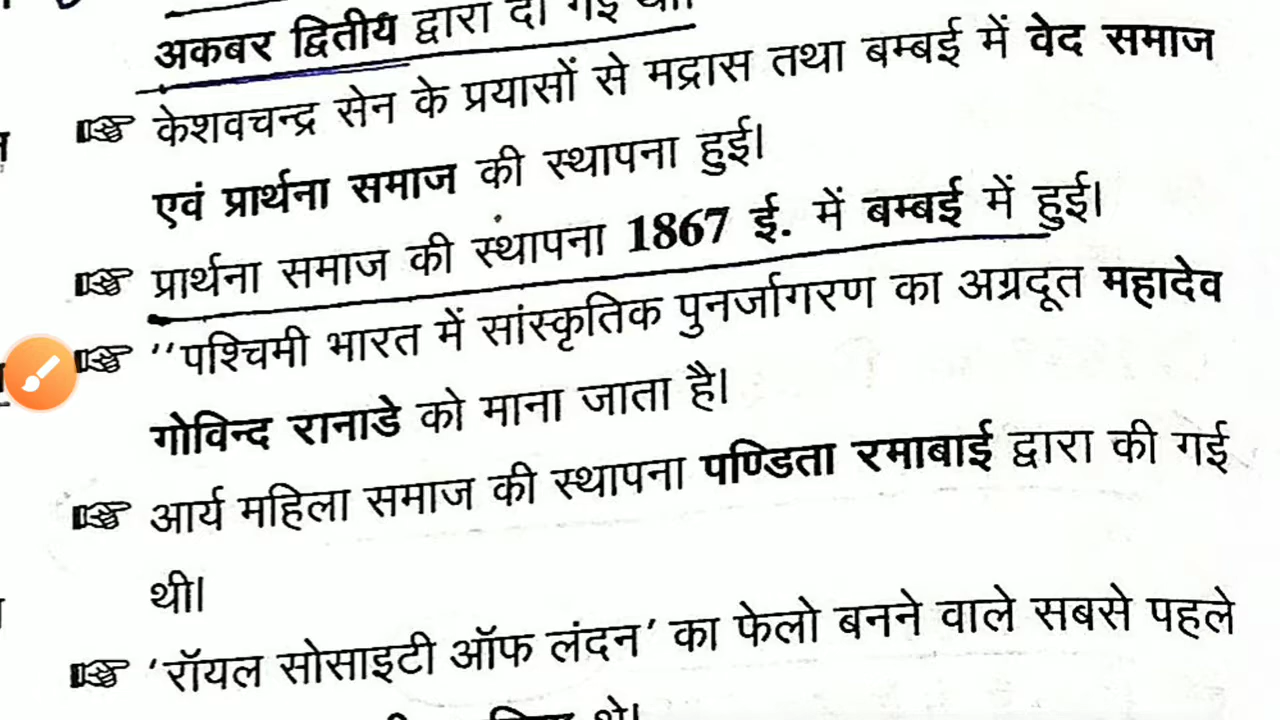 अकबर द्वितीय द्वारा दी गई थी।
केशवचन्द्र सेन के प्रयासों से मद्रास तथा बम्बई में वेद समाज
एवं प्रार्थना समाज की स्थापना हुई।
प्रार्थना समाज की स्थापना 1867 ई. में बम्बई में हुई।
‘‘पश्चिमी भारत में सांस्कृतिक पुनर्जागरण का अग्रदूत महादेव
गोविन्द रानाडे को माना जाता है।
आर्य महिला समाज की स्थापना पण्डिता रमाबाई द्वारा की गई
थी।
‘रॉयल सोसाइटी ऑफ लंदन’ का फेलो बनने वाले सबसे पहले
थे।